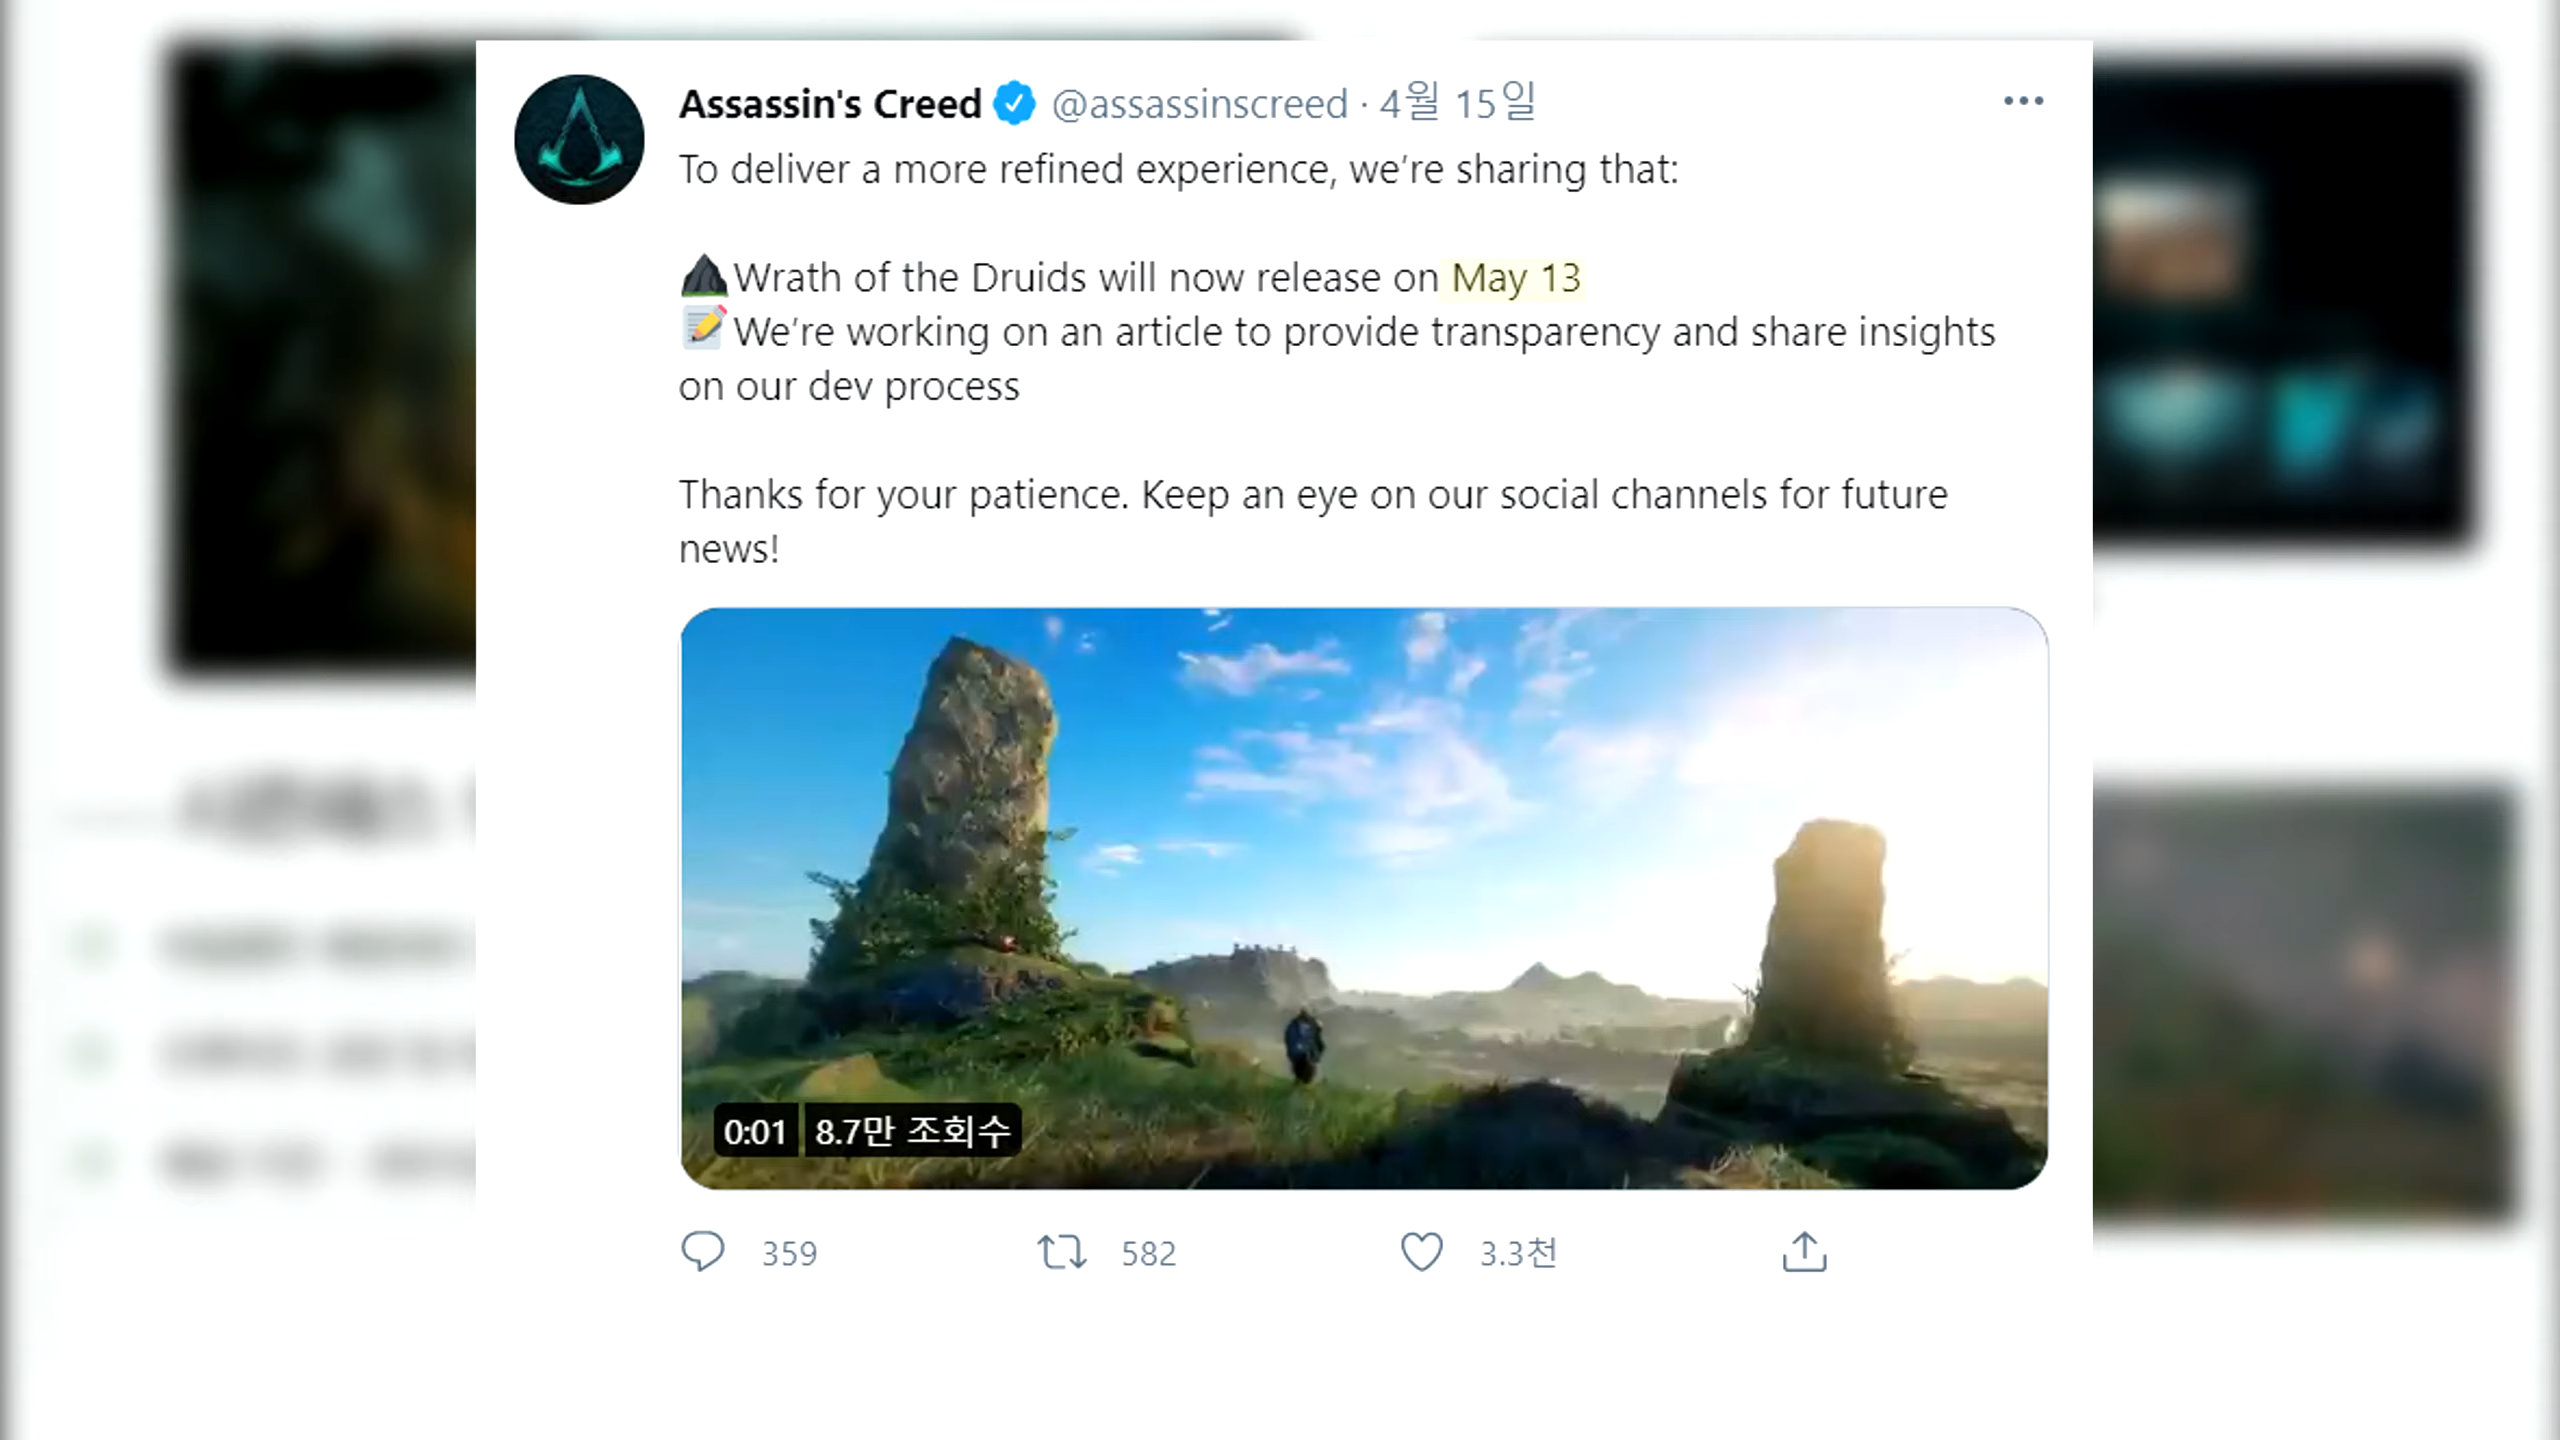 Assassin's Creed @assassinscreed · 4월 15일
To deliver a more refined experience, we're sharing that:
Wrath of the Druids will now release on May 13
We're working on an article to provide transparency and share insights
on our dev process
Thanks for your patience. Keep an eye on our social channels for future
news!
0:01 8.7만 조회수
359 582 3.3천